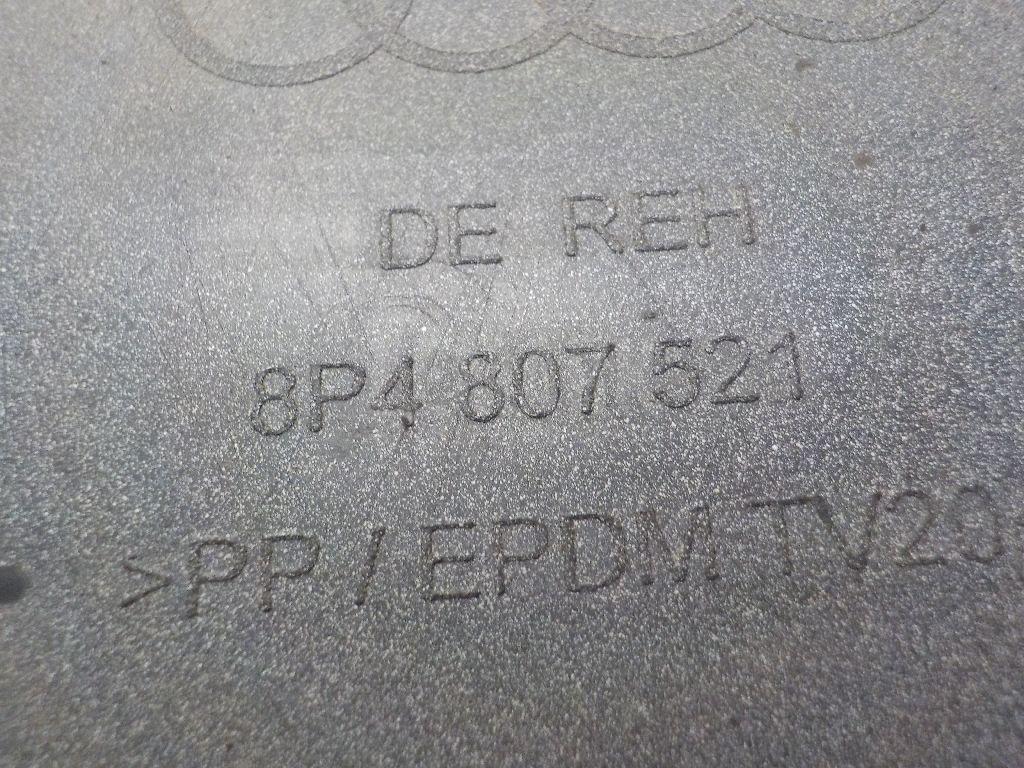 DE REH
8P4 807 521
>PP/EPDM TV20